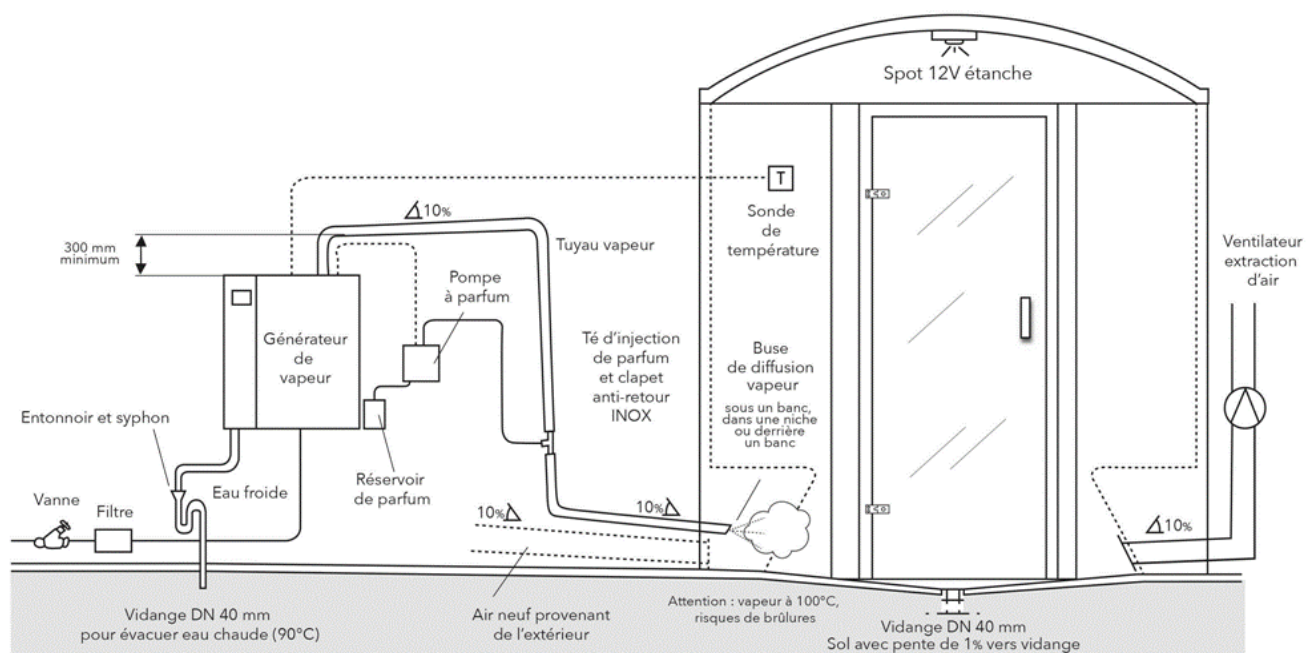 Spot 12V étanche
T
Sonde
de
température
10%
300 mm
minimum
Tuyau vapeur
Pompe
à parfum
Générateur
de
vapeur
Té d'injection
de parfum
et clapet
anti-retour
INOX
Buse
de diffusion
vapeur
sous un banc,
dans une niche
ou derrière
un banc
Ventilateur
extraction
d'air
Entonnoir et syphon
Eau froide
Réservoir
de parfum
Vanne
Filtre
10%
10%
10%
Vidange DN 40 mm
pour évacuer eau chaude (90°C)
Air neuf provenant
de l'extérieur
Attention : vapeur à 100°C,
risques de brûlures
Vidange DN 40 mm
Sol avec pente de 1% vers vidange